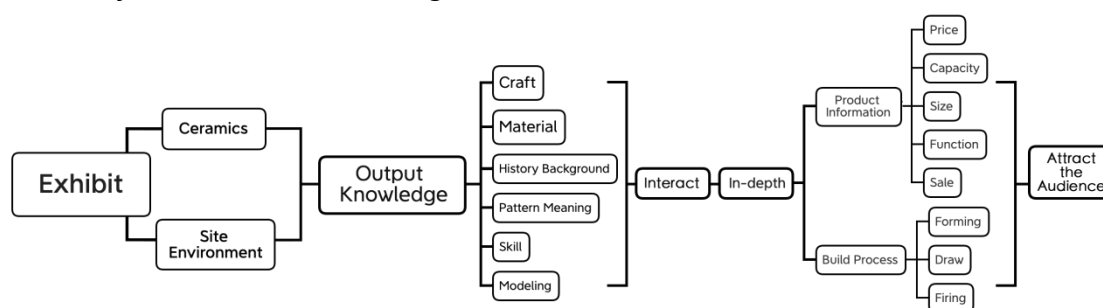 Exhibit
Ceramics
Site
Environment
Output
Knowledge
Craft
Material
History Background
Pattern Meaning
Skill
Modeling
Interact
In-depth
Product
Information
Price
Capacity
Size
Function
Sale
Build Process
Forming
Draw
Firing
Attract
the
Audience